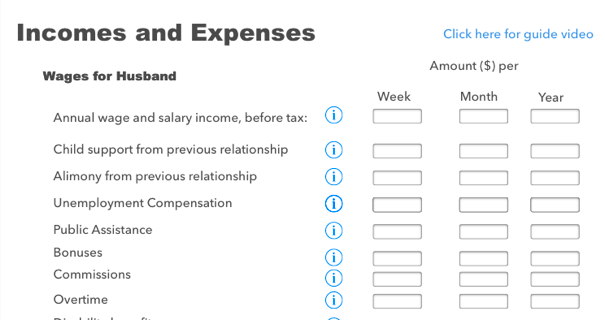 Incomes and Expenses
Click here for guide video
Amount ($) per
Wages for Husband
Week Month Year
Annual wage and salary income, before tax:
Child support from previous relationship
Alimony from previous relationship
Unemployment Compensation
Public Assistance
Bonuses
Commissions
Overtime